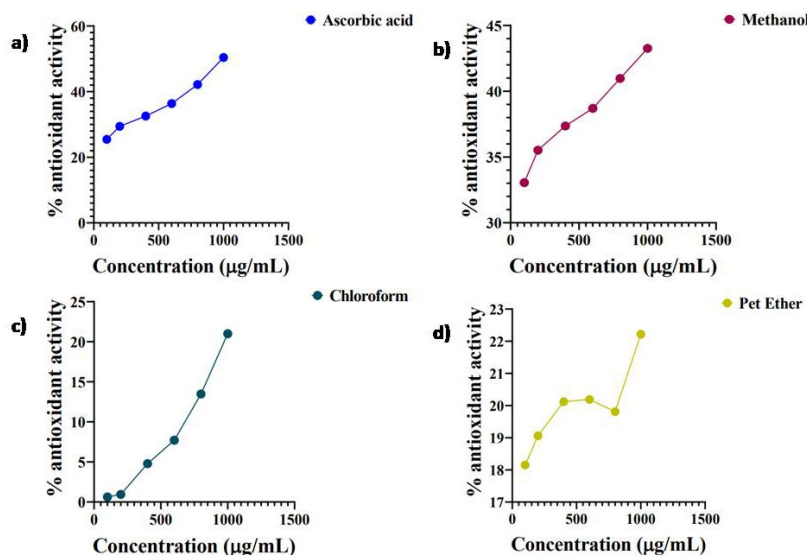 a)
Ascorbic acid
% antioxidant activity
60
40
20
0
0 500 1000 1500
Concentration (µg/mL)
b)
Methanol
% antioxidant activity
45
41
37
33
30
0 500 1000 1500
Concentration (µg/mL)
c)
Chloroform
% antioxidant activity
25
20
15
10
5
0
0 500 1000 1500
Concentration (µg/mL)
d)
Pet Ether
% antioxidant activity
23
22
21
20
19
18
17
0 500 1000 1500
Concentration (µg/mL)